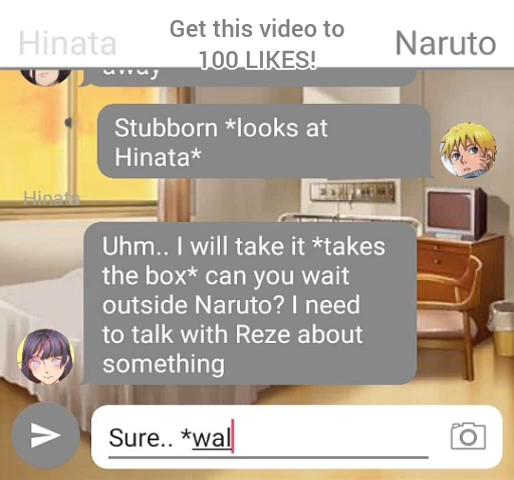 Hinata
Get this video to
100 LIKES!
Naruto
away
Stubborn *looks at
Hinata*
Hinata
Uhm.. I will take it *takes
the box* can you wait
outside Naruto? I need
to talk with Reze about
something
Sure.. *wal